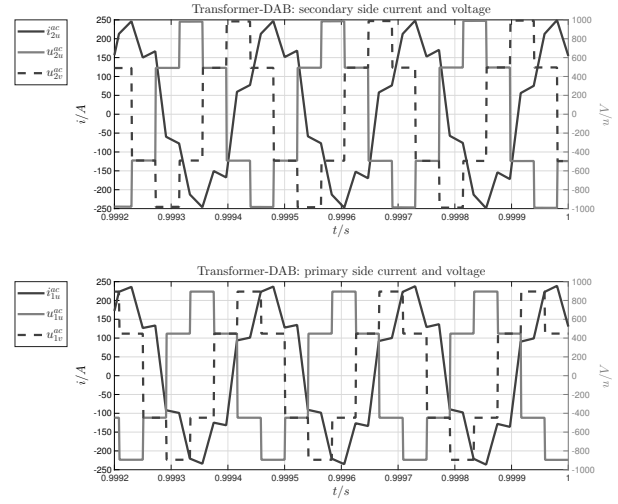 Transformer-DAB: secondary side current and voltage
i_{2u}^{ac}
u_{2u}^{ac}
u_{2v}^{ac}
250
200
150
100
50
0
-50
-100
-150
-200
-250
i/A
1000
800
600
400
200
0
-200
-400
-600
-800
-1000
u/V
0.9992 0.9993 0.9994 0.9995 0.9996 0.9997 0.9998 0.9999 1
t/s
Transformer-DAB: primary side current and voltage
i_{1u}^{ac}
u_{1u}^{ac}
u_{1v}^{ac}
250
200
150
100
50
0
-50
-100
-150
-200
-250
i/A
1000
800
600
400
200
0
-200
-400
-600
-800
-1000
u/V
0.9992 0.9993 0.9994 0.9995 0.9996 0.9997 0.9998 0.9999 1
t/s